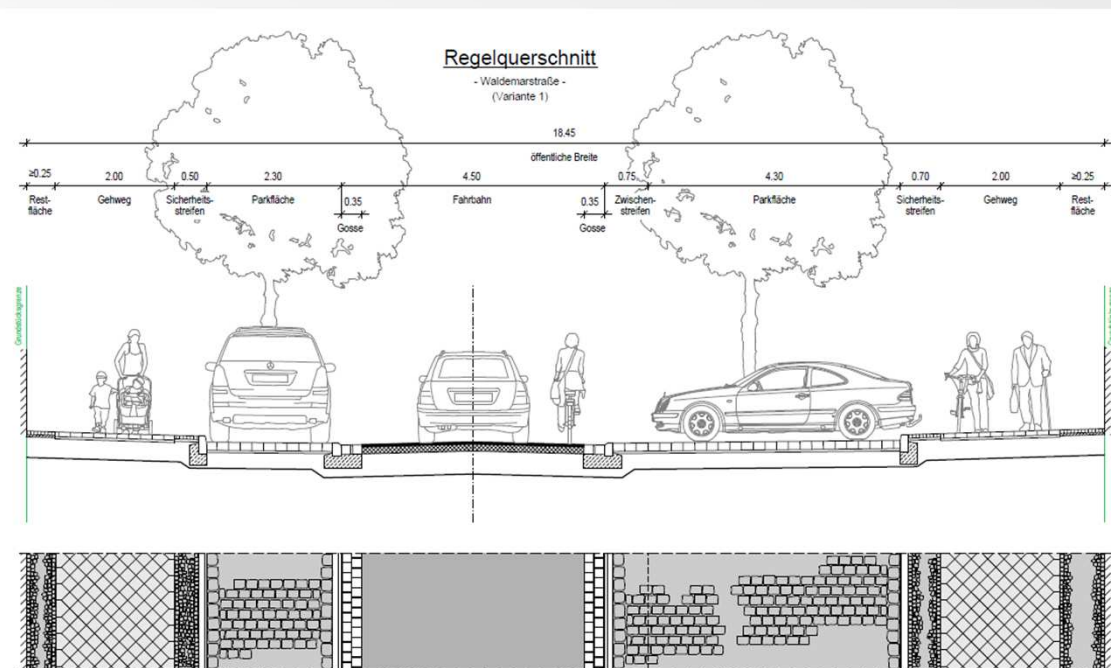 Regelquerschnitt
- Waldemarstraße -
(Variante 1)
18.45
öffentliche Breite
≥0.25
2.00
0.50
2.30
4.50
0.75
4.30
0.70
2.00
≥0.25
Rest-
fläche
Gehweg
Sicherheits-
streifen
Parkfläche
0.35
Gosse
Fahrbahn
0.35
Gosse
Zwischen-
streifen
Parkfläche
Sicherheits-
streifen
Gehweg
Rest-
fläche
Grundstücksgrenze